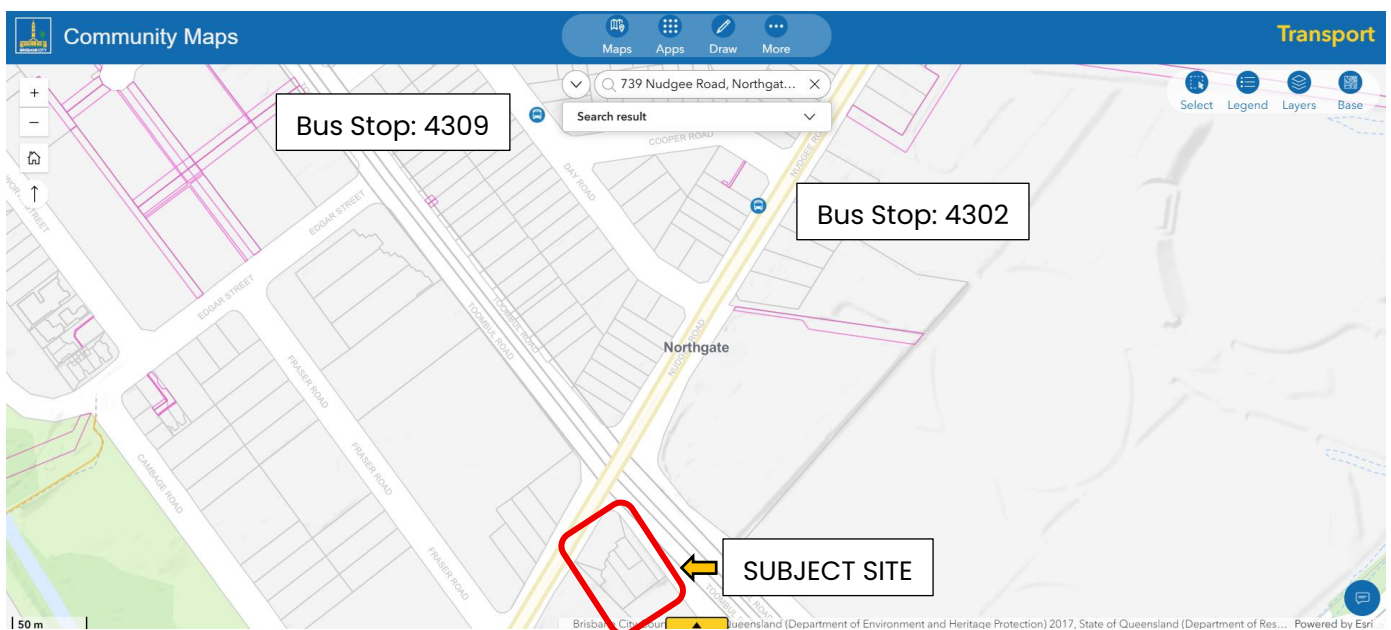 BRISBANE CITY
Community Maps
Maps
Apps
Draw
More
Transport
739 Nudgee Road, Northgat...
Search result
Select
Legend
Layers
Base
Bus Stop: 4309
Bus Stop: 4302
COOPER ROAD
DAY ROAD
EDGAR STREET
EDGAR STREET
TOOMBUL ROAD
TOOMBUL ROAD
NUDGEE ROAD
Northgate
FRASER ROAD
FRASER ROAD
FRASER ROAD
CAMBAGE ROAD
SUBJECT SITE
50 m
Queensland (Department of Environment and Heritage Protection) 2017, State of Queensland (Department of Res... Powered by Esri